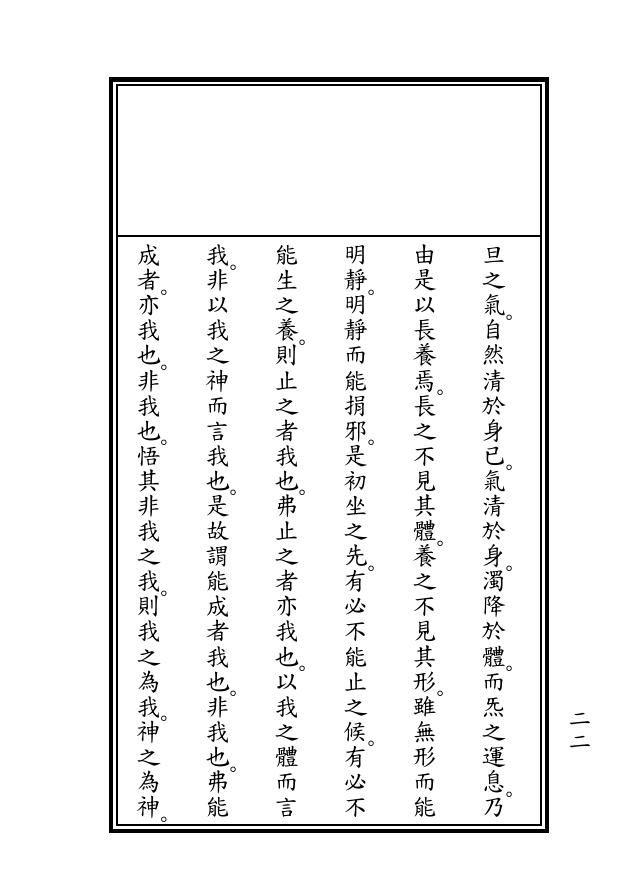 旦之氣。自然清於身已。氣清於身。濁降於體。而炁之運息。乃
由是以長養焉。長之不見其體。養之不見其形。雖無形而能
明靜。明靜而能捐邪。是初坐之先。有必不能止之候。有必不
能生之養。則止之者我也。弗止之者亦我也。以我之體而言
我。非以我之神而言我也。是故謂能成者我也。非我也。弗能
成者。亦我也。非我也。悟其非我之我。則我之為我。神之為神。
二二